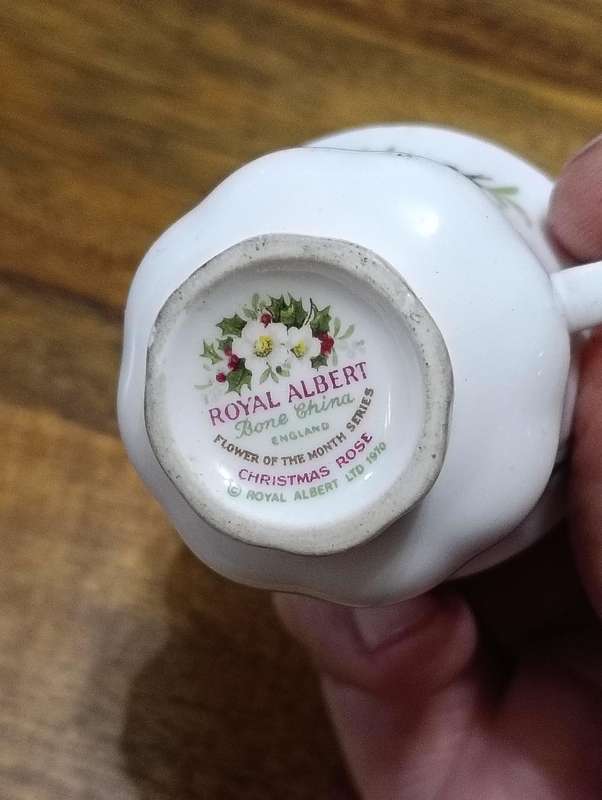 ROYAL ALBERT
Bone China
ENGLAND
FLOWER OF THE MONTH SERIES
CHRISTMAS ROSE
© ROYAL ALBERT LTD 1970